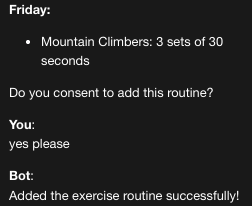 Friday:
• Mountain Climbers: 3 sets of 30
seconds
Do you consent to add this routine?
You:
yes please
Bot:
Added the exercise routine successfully!